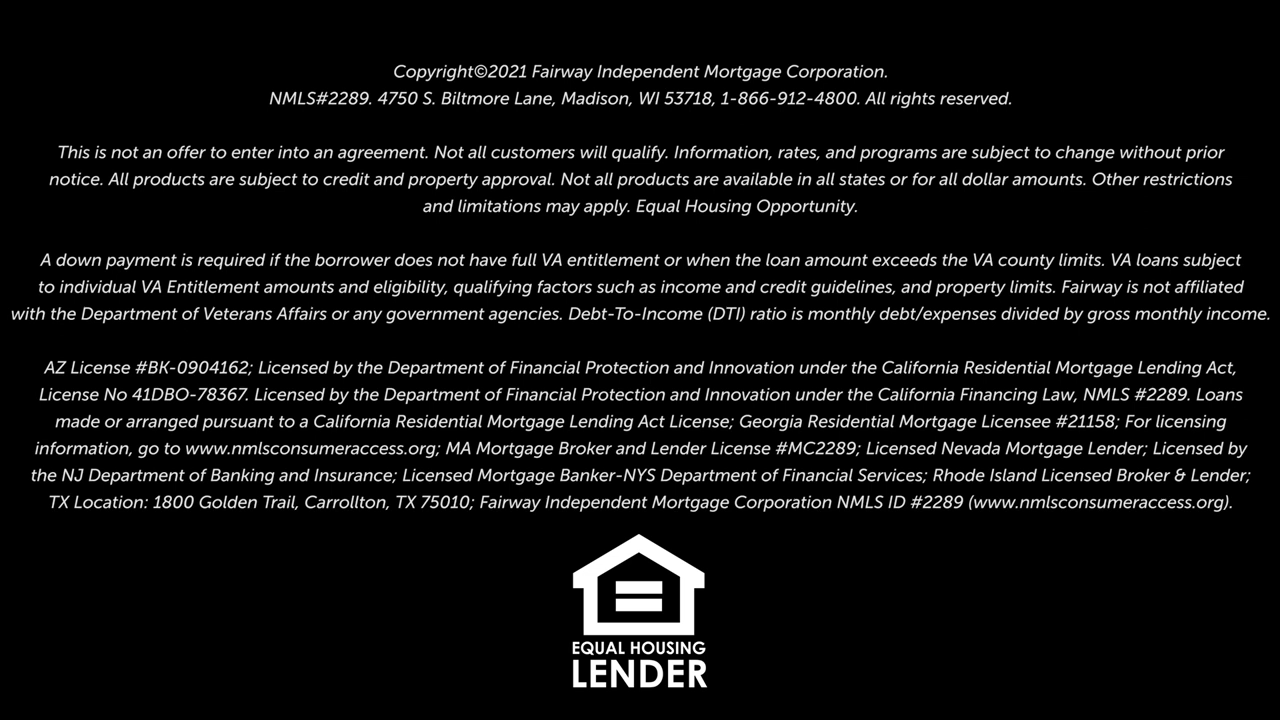 Copyright©2021 Fairway Independent Mortgage Corporation.
NMLS#2289. 4750 S. Biltmore Lane, Madison, WI 53718, 1-866-912-4800. All rights reserved.
This is not an offer to enter into an agreement. Not all customers will qualify. Information, rates, and programs are subject to change without prior
notice. All products are subject to credit and property approval. Not all products are available in all states or for all dollar amounts. Other restrictions
and limitations may apply. Equal Housing Opportunity.
A down payment is required if the borrower does not have full VA entitlement or when the loan amount exceeds the VA county limits. VA loans subject
to individual VA Entitlement amounts and eligibility, qualifying factors such as income and credit guidelines, and property limits. Fairway is not affiliated
with the Department of Veterans Affairs or any government agencies. Debt-To-Income (DTI) ratio is monthly debt/expenses divided by gross monthly income.
AZ License #BK-0904162; Licensed by the Department of Financial Protection and Innovation under the California Residential Mortgage Lending Act,
License No 41DBO-78367. Licensed by the Department of Financial Protection and Innovation under the California Financing Law, NMLS #2289. Loans
made or arranged pursuant to a California Residential Mortgage Lending Act License; Georgia Residential Mortgage Licensee #21158; For licensing
information, go to www.nmlsconsumeraccess.org; MA Mortgage Broker and Lender License #MC2289; Licensed Nevada Mortgage Lender; Licensed by
the NJ Department of Banking and Insurance; Licensed Mortgage Banker-NYS Department of Financial Services; Rhode Island Licensed Broker & Lender;
TX Location: 1800 Golden Trail, Carrollton, TX 75010; Fairway Independent Mortgage Corporation NMLS ID #2289 (www.nmlsconsumeraccess.org).
EQUAL HOUSING
LENDER